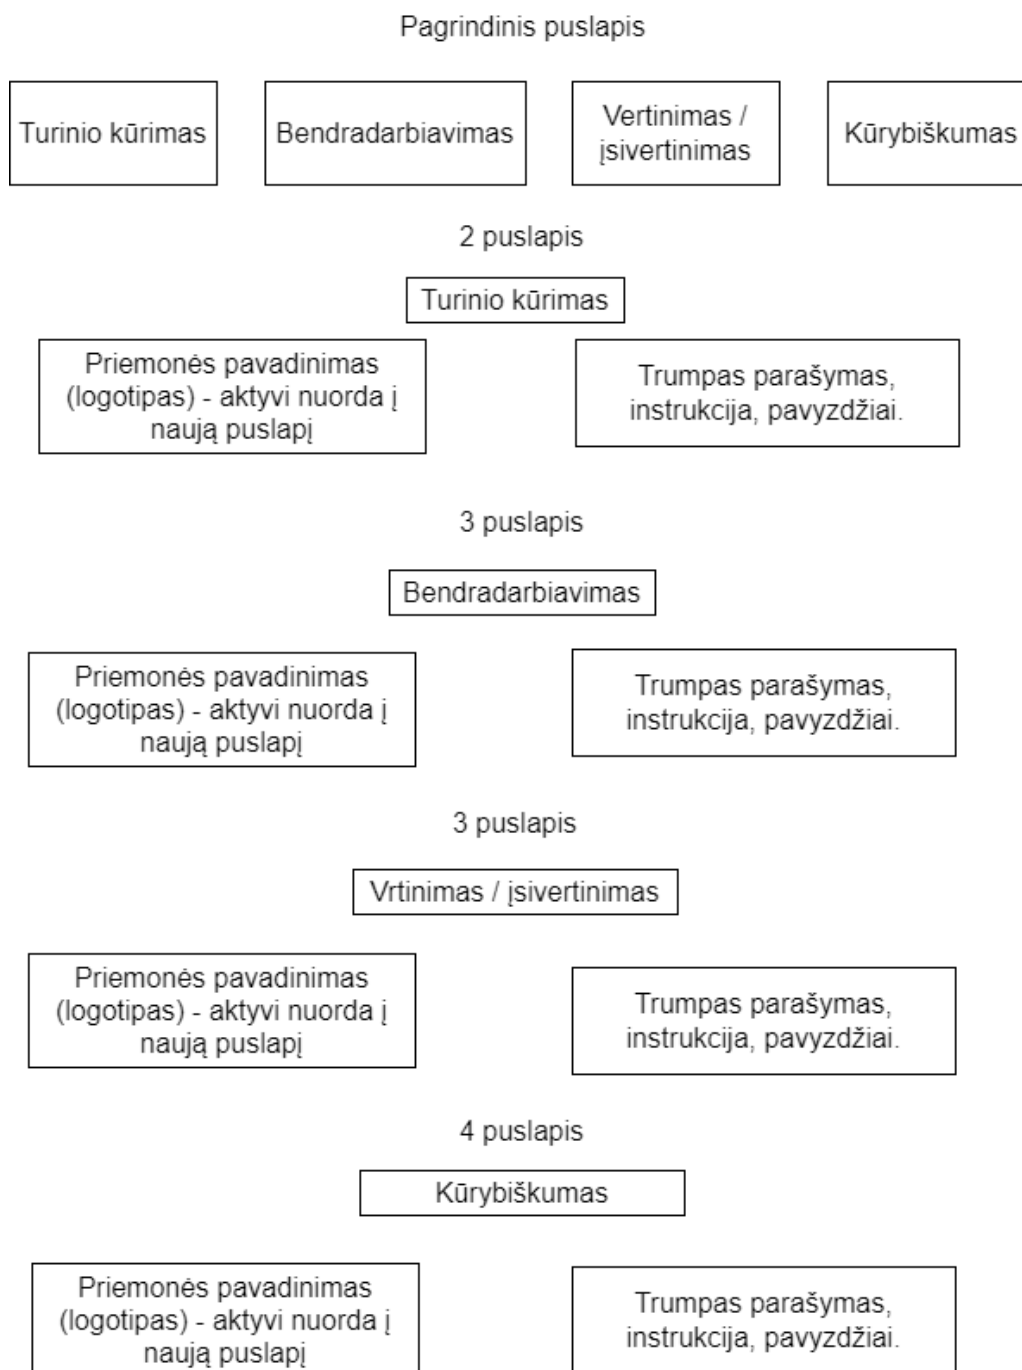 Pagrindinis puslapis
Turinio kūrimas
Bendradarbiavimas
Vertinimas /
įsivertinimas
Kūrybiškumas
2 puslapis
Turinio kūrimas
Priemonės pavadinimas
(logotipas) - aktyvi nuorda į
naują puslapį
Trumpas parašymas,
instrukcija, pavyzdžiai.
3 puslapis
Bendradarbiavimas
Priemonės pavadinimas
(logotipas) - aktyvi nuorda į
naują puslapį
Trumpas parašymas,
instrukcija, pavyzdžiai.
3 puslapis
Vrtinimas / įsivertinimas
Priemonės pavadinimas
(logotipas) - aktyvi nuorda į
naują puslapį
Trumpas parašymas,
instrukcija, pavyzdžiai.
4 puslapis
Kūrybiškumas
Priemonės pavadinimas
(logotipas) - aktyvi nuorda į
naują puslapį
Trumpas parašymas,
instrukcija, pavyzdžiai.